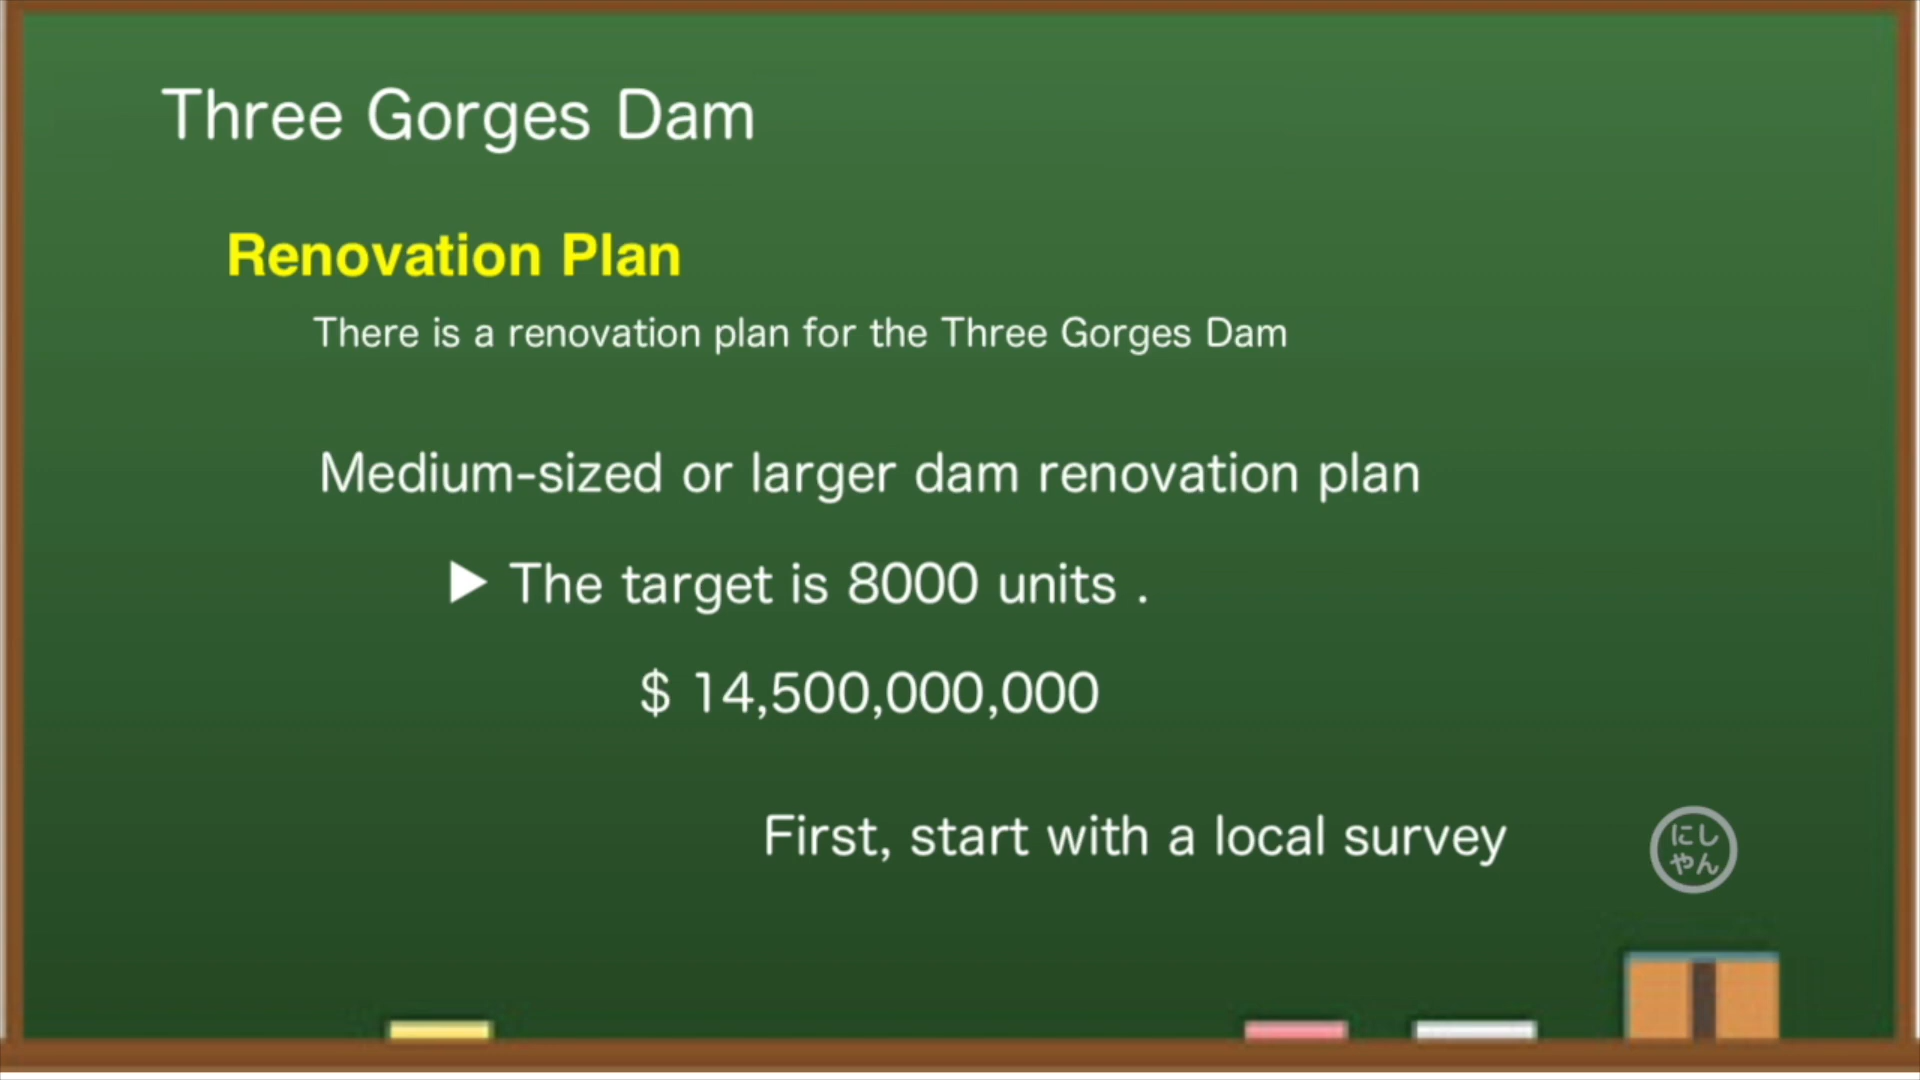 Three Gorges Dam
Renovation Plan
There is a renovation plan for the Three Gorges Dam
Medium-sized or larger dam renovation plan
▶ The target is 8000 units .
$ 14,500,000,000
First, start with a local survey
にし
やん